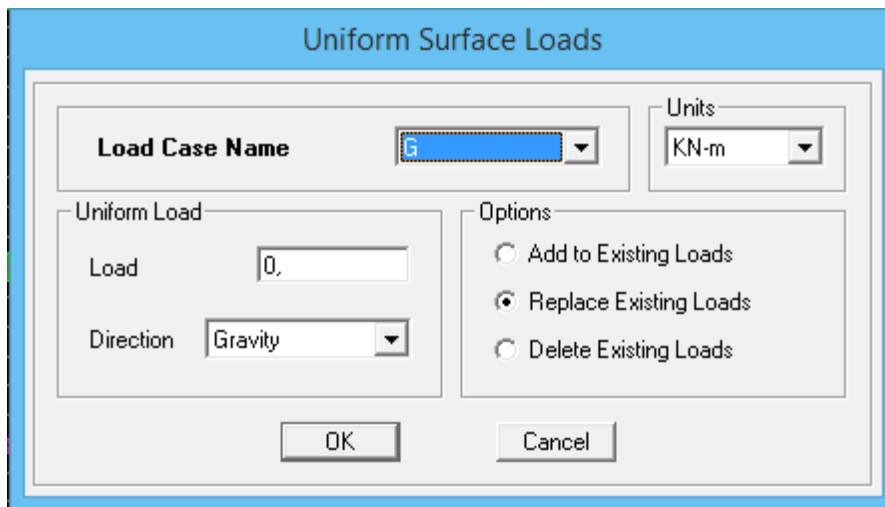 Uniform Surface Loads
Load Case Name
G
Units
KN-m
Uniform Load
Load
0,
Direction
Gravity
Options
Add to Existing Loads
Replace Existing Loads
Delete Existing Loads
OK
Cancel